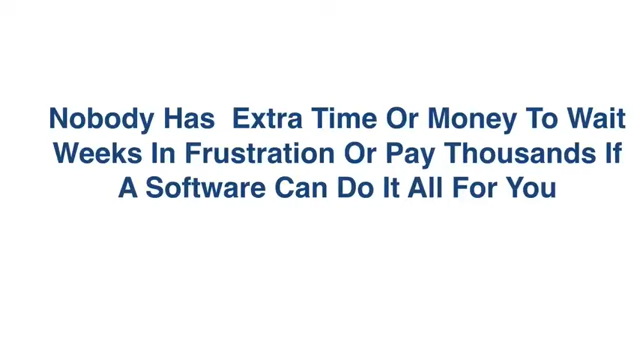 Nobody Has  Extra Time Or Money To Wait
Weeks In Frustration Or Pay Thousands If
A Software Can Do It All For You